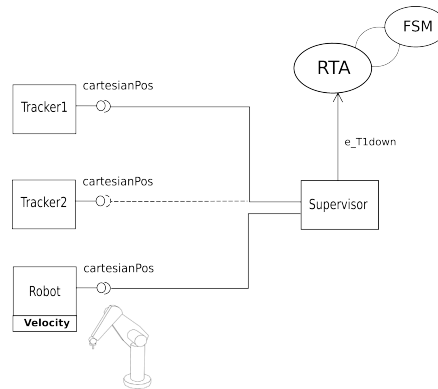 FSM
RTA
cartesianPos
Tracker1
e_T1down
cartesianPos
Tracker2
Supervisor
cartesianPos
Robot
Velocity